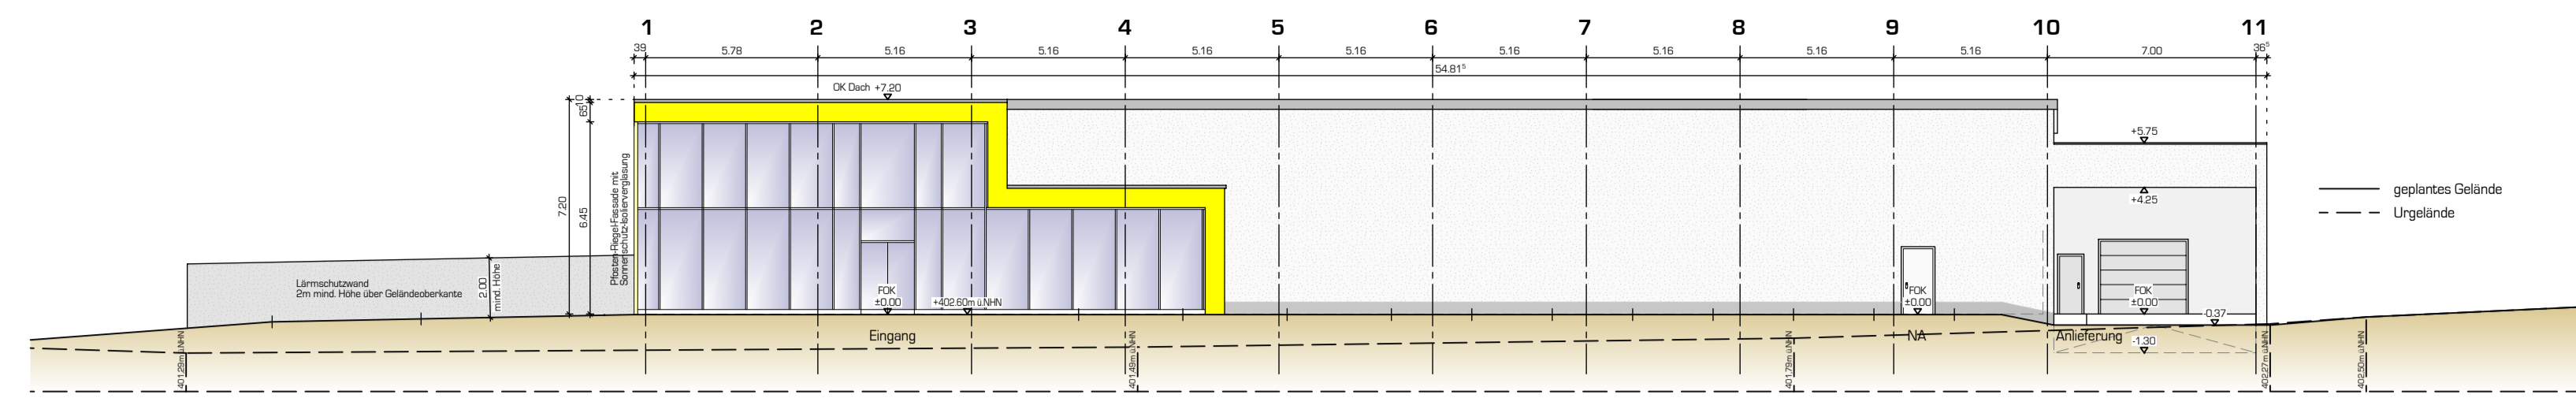 1 2 3 4 5 6 7 8 9 10 11
39 5.78 5.16 5.16 5.16 5.16 5.16 5.16 5.16 5.16 7.00 36⁵
54.81⁵
OK Dach +7.20
10
65
7.20
6.45
Pfosten-Riegel-Fassade mit
Sonnenschutz-Isolierverglasung
+5.75
+4.25
geplantes Gelände
Urgelände
Lärmschutzwand
2m mind. Höhe über Geländeoberkante
2.00
mind. Höhe
FOK
±0.00
+402.60m ü.NHN
FOK
±0.00
FOK
±0.00
-0.37
Eingang
NA
Anlieferung
-1.30
401.29m ü.NHN
401.49m ü.NHN
401.79m ü.NHN
402.27m ü.NHN
402.50m ü.NHN